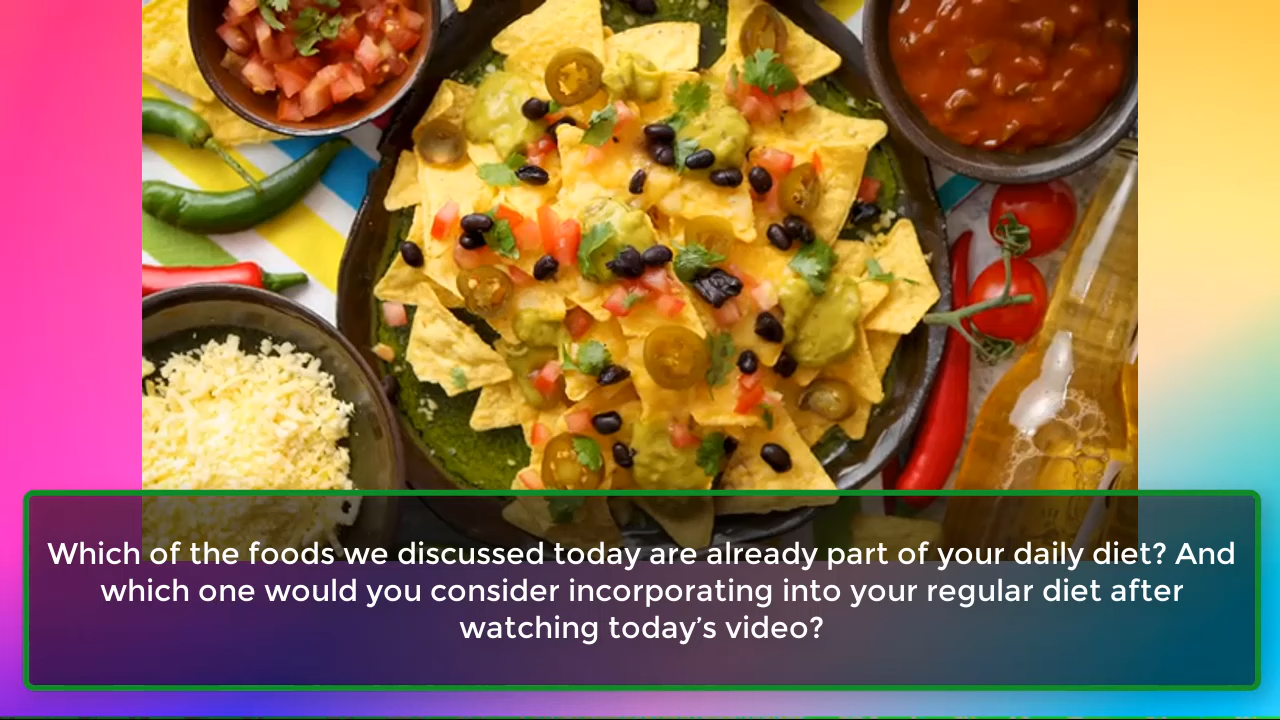 Which of the foods we discussed today are already part of your daily diet? And
which one would you consider incorporating into your regular diet after
watching today’s video?